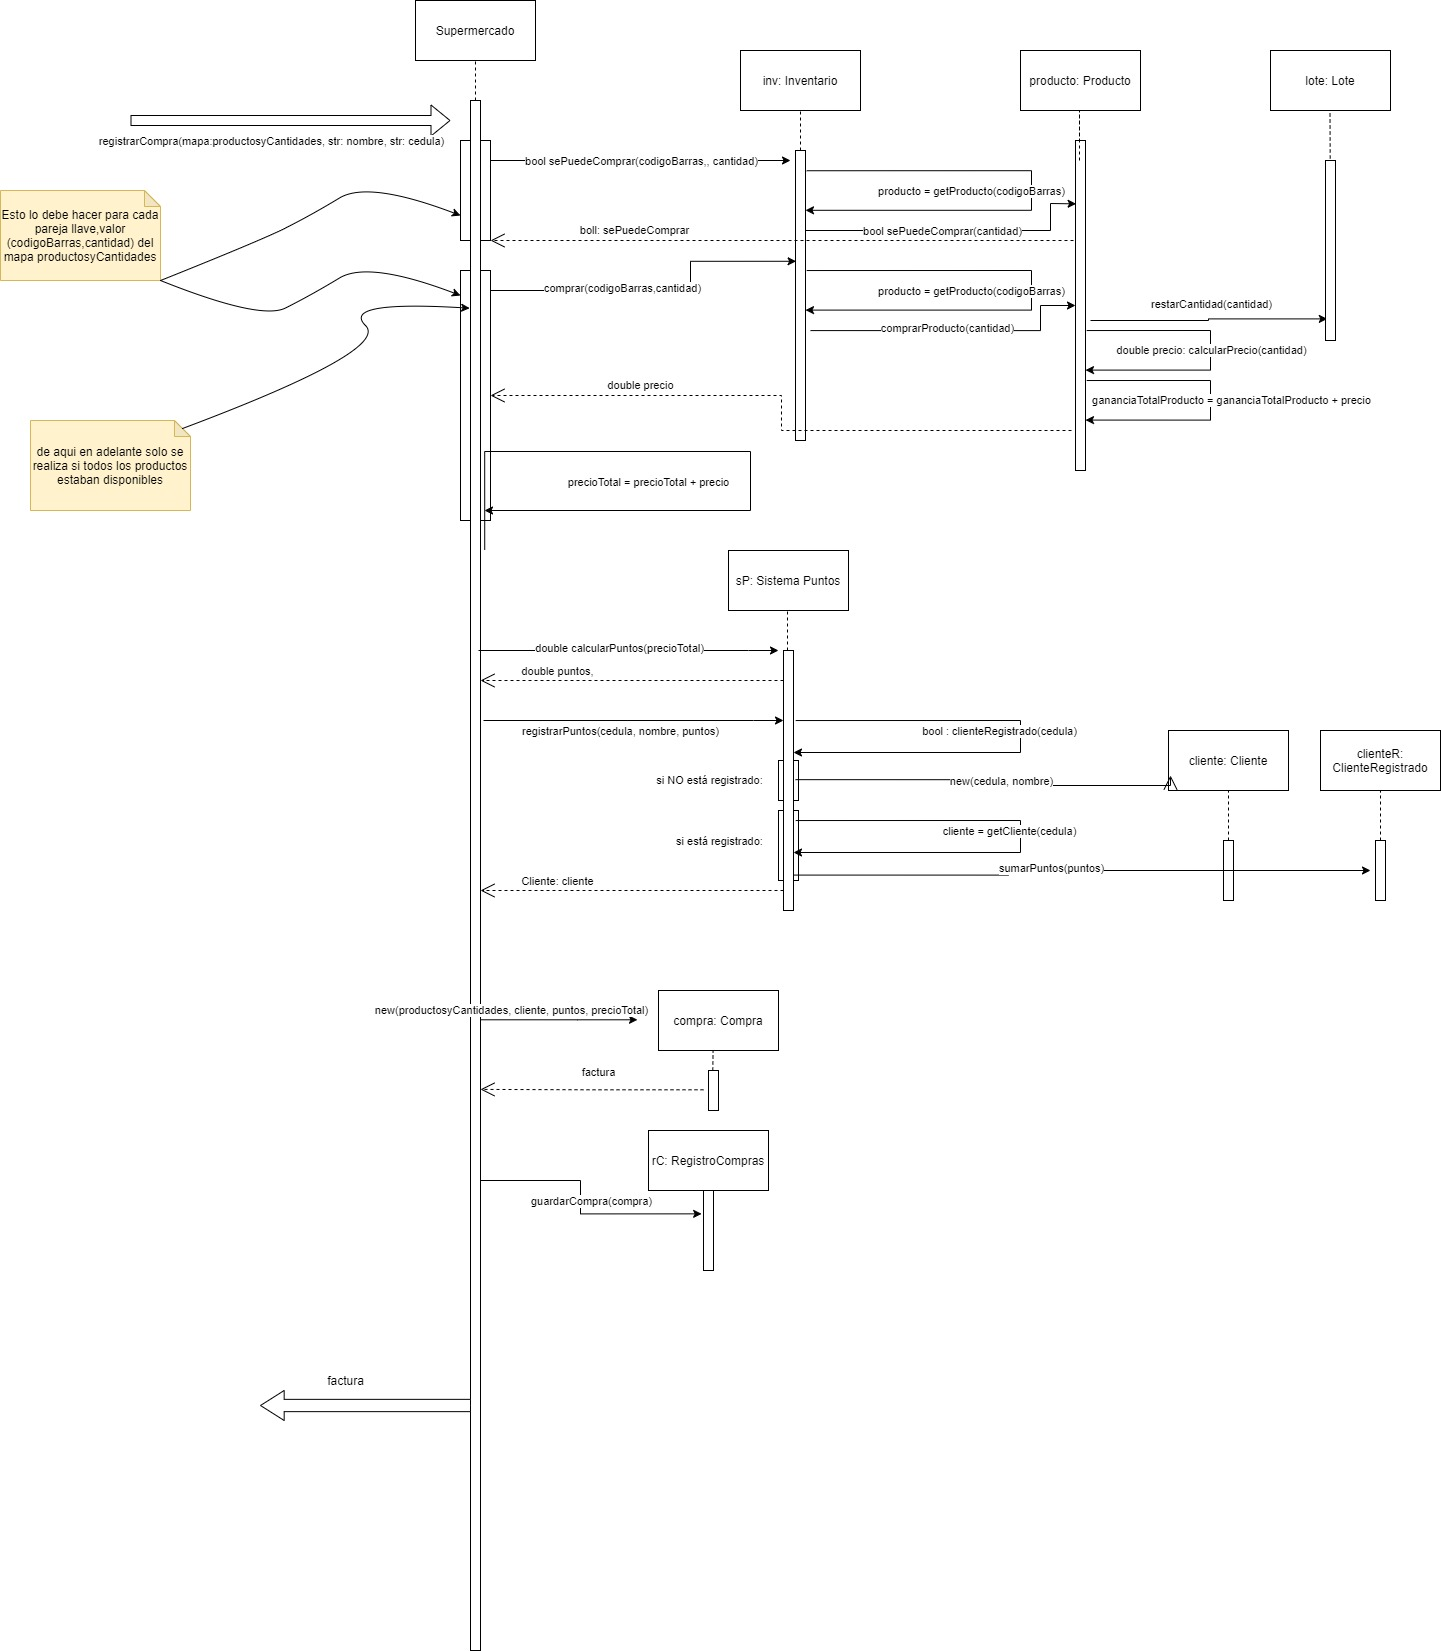 Supermercado
inv: Inventario
producto: Producto
lote: Lote
registrarCompra(mapa:productosyCantidades, str: nombre, str: cedula)
bool sePuedeComprar(codigoBarras,, cantidad)
producto = getProducto(codigoBarras)
Esto lo debe hacer para cada
pareja llave,valor
(codigoBarras,cantidad) del
mapa productosyCantidades
boll: sePuedeComprar
bool sePuedeComprar(cantidad)
comprar(codigoBarras,cantidad)
producto = getProducto(codigoBarras)
restarCantidad(cantidad)
comprarProducto(cantidad)
double precio: calcularPrecio(cantidad)
double precio
gananciaTotalProducto = gananciaTotalProducto + precio
de aqui en adelante solo se
realiza si todos los productos
estaban disponibles
precioTotal = precioTotal + precio
sP: Sistema Puntos
double calcularPuntos(precioTotal)
double puntos,
registrarPuntos(cedula, nombre, puntos)
bool : clienteRegistrado(cedula)
cliente: Cliente
clienteR:
ClienteRegistrado
si NO está registrado:
new(cedula, nombre)
si está registrado:
cliente = getCliente(cedula)
sumarPuntos(puntos)
Cliente: cliente
new(productosyCantidades, cliente, puntos, precioTotal)
compra: Compra
factura
rC: RegistroCompras
guardarCompra(compra)
factura